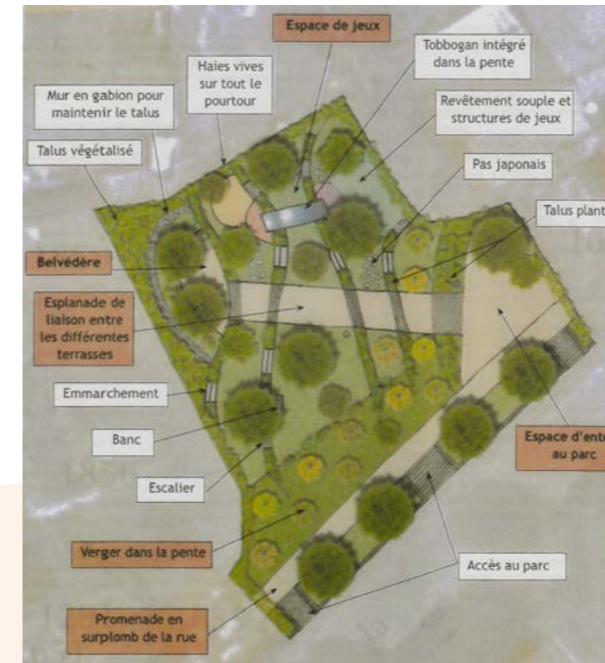 Espace de jeux
Tobbogan intégré
dans la pente
Haies vives
sur tout le
pourtour
Mur en gabion pour
maintenir le talus
Revêtement souple et
structures de jeux
Talus végétalisé
Pas japonais
Talus plant
Belvédère
Esplanade de
liaison entre
les différentes
terrasses
Emmarchement
Banc
Espace d'ent
au parc
Escalier
Verger dans la pente
Accès au parc
Promenade en
surplomb de la rue